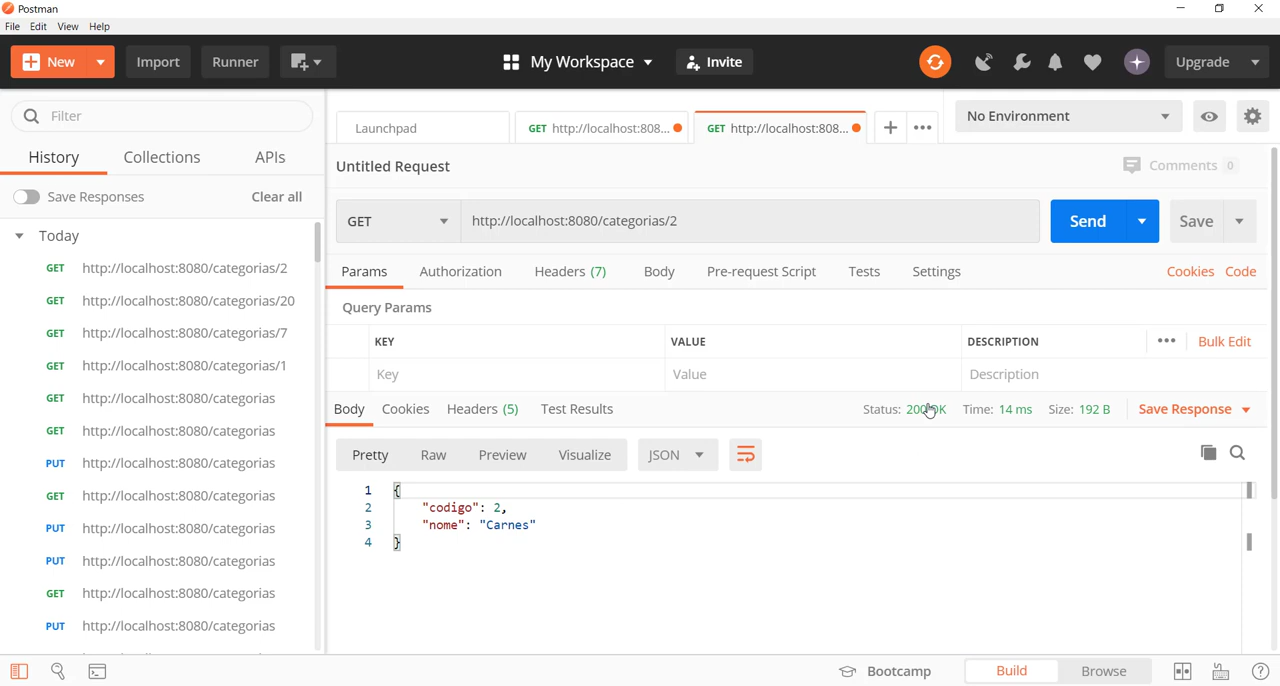 Postman
File Edit View Help
New Import Runner My Workspace Invite Upgrade
Filter
History Collections APIs
Save Responses Clear all
Today
GET http://localhost:8080/categorias/2
GET http://localhost:8080/categorias/20
GET http://localhost:8080/categorias/7
GET http://localhost:8080/categorias/1
GET http://localhost:8080/categorias
GET http://localhost:8080/categorias
PUT http://localhost:8080/categorias
GET http://localhost:8080/categorias
PUT http://localhost:8080/categorias
PUT http://localhost:8080/categorias
GET http://localhost:8080/categorias
PUT http://localhost:8080/categorias
Launchpad GET http://localhost:808... GET http://localhost:808... No Environment
Untitled Request Comments 0
GET http://localhost:8080/categorias/2 Send Save
Params Authorization Headers (7) Body Pre-request Script Tests Settings Cookies Code
Query Params
KEY VALUE DESCRIPTION Bulk Edit
Key Value Description
Body Cookies Headers (5) Test Results Status: 200 OK Time: 14 ms Size: 192 B Save Response
Pretty Raw Preview Visualize JSON
1 {
2 "codigo": 2,
3 "nome": "Carnes"
4 }
Bootcamp Build Browse